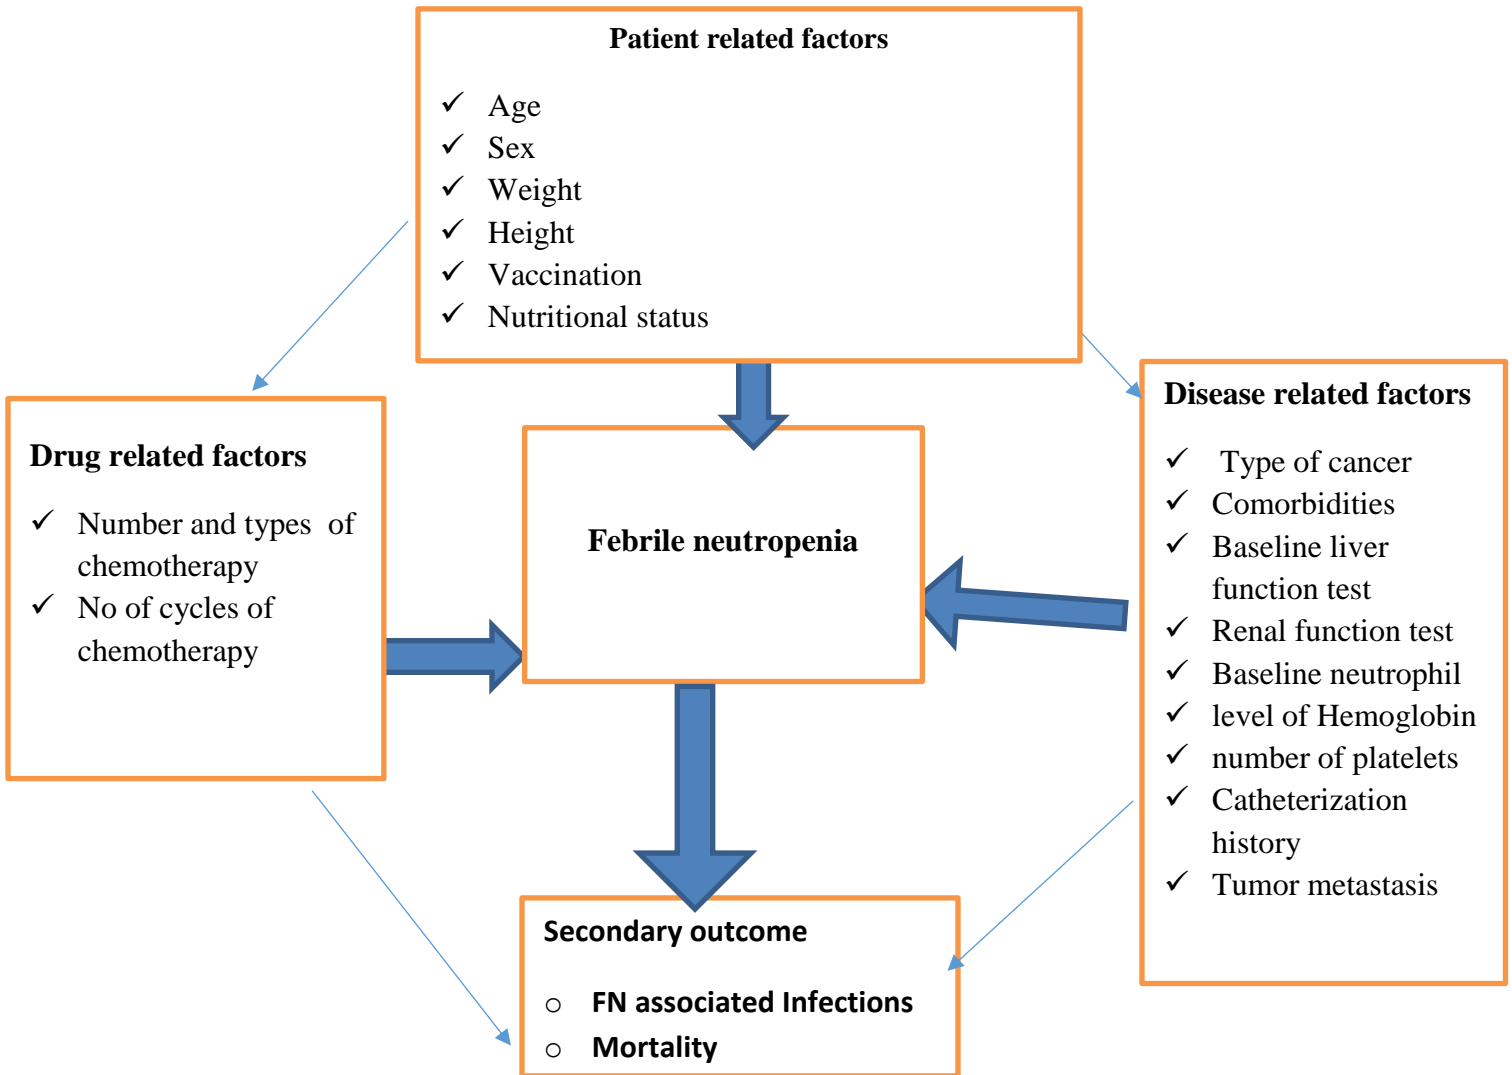 Patient related factors
✓ Age
✓ Sex
✓ Weight
✓ Height
✓ Vaccination
✓ Nutritional status
Drug related factors
✓ Number and types of
chemotherapy
✓ No of cycles of
chemotherapy
Febrile neutropenia
Disease related factors
✓ Type of cancer
✓ Comorbidities
✓ Baseline liver
function test
✓ Renal function test
✓ Baseline neutrophil
✓ level of Hemoglobin
✓ number of platelets
✓ Catheterization
history
✓ Tumor metastasis
Secondary outcome
o FN associated Infections
o Mortality